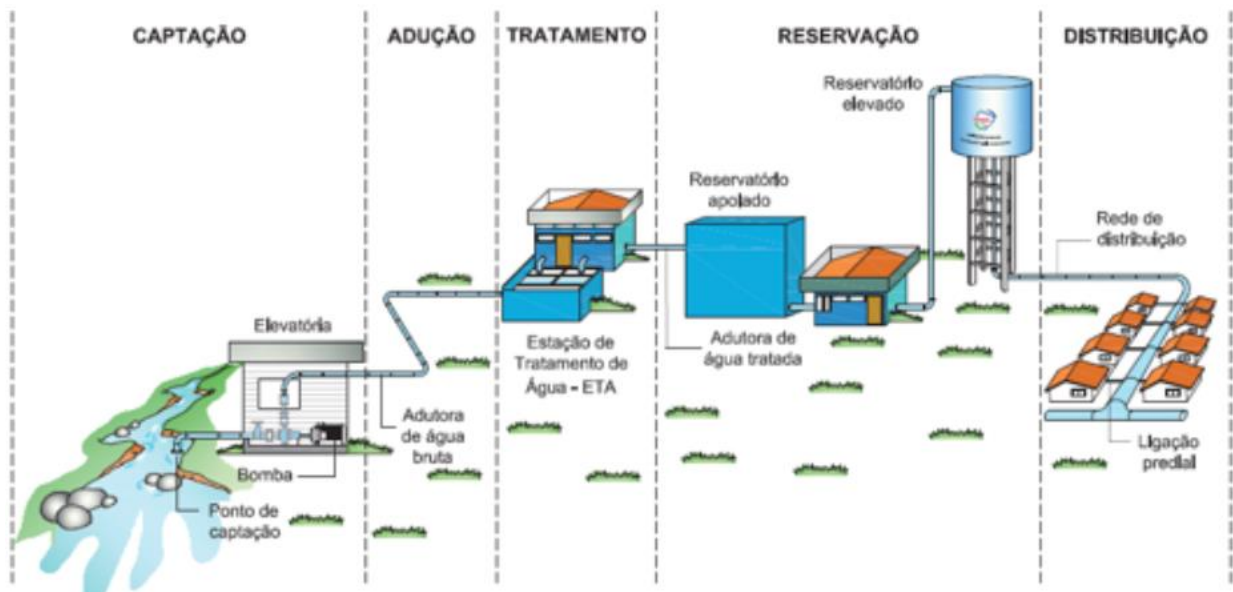 CAPTAÇÃO
ADUÇÃO
TRATAMENTO
RESERVAÇÃO
DISTRIBUIÇÃO
Reservatório
elevado
Reservatório
apoiado
Rede de
distribuição
Elevatória
Estação de
Tratamento de
Água - ETA
Adutora de
água tratada
Adutora
de água
bruta
Bomba
Ponto de
captação
Ligação
predial